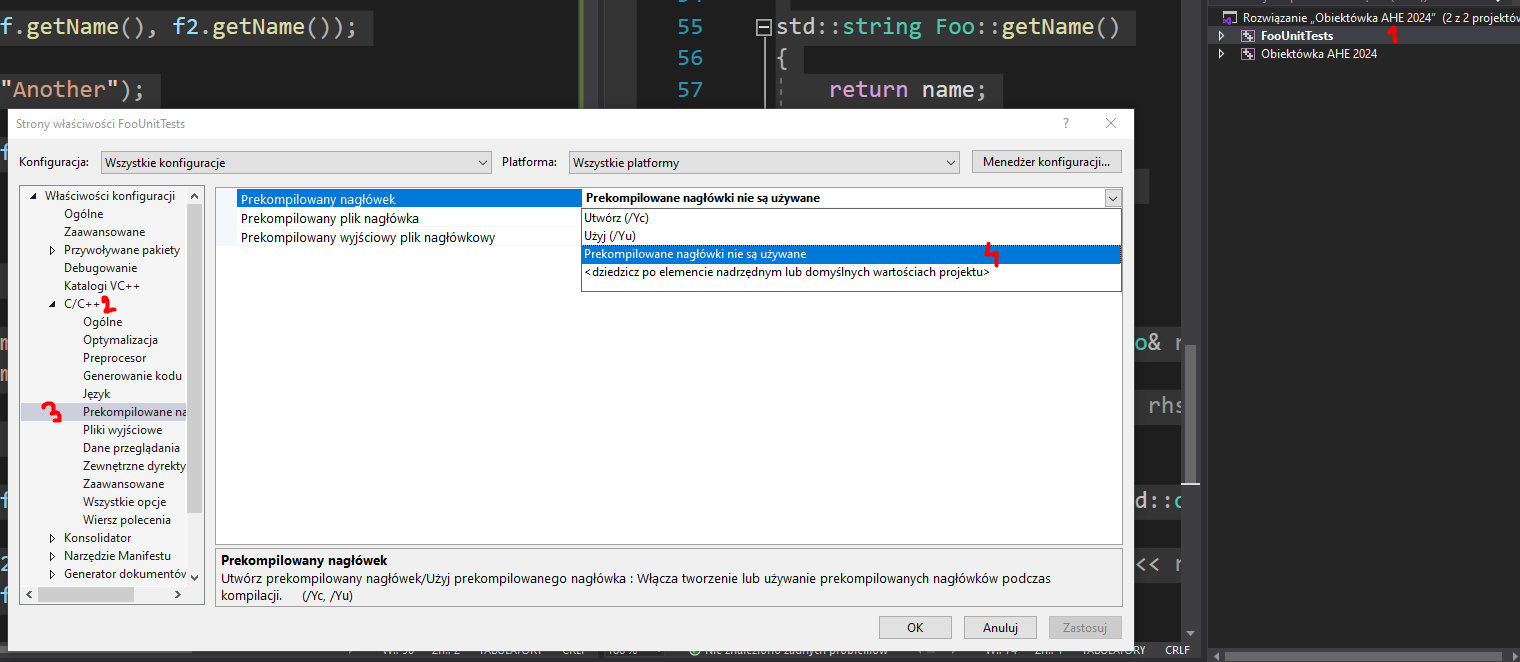 f.getName(), f2.getName());
"Another");
55 std::string Foo::getName()
56 {
57 return name;
Rozwiązanie „Obiektówka AHE 2024” (2 z 2 projektów
FooUnitTests
1
Obiektówka AHE 2024
Strony właściwości FooUnitTests
?
Konfiguracja: Wszystkie konfiguracje Platforma: Wszystkie platformy Menedżer konfiguracji...
Właściwości konfiguracji
Ogólne
Zaawansowane
Przywoływane pakiety
Debugowanie
Katalogi VC++
C/C++
2
Ogólne
Optymalizacja
Preprocesor
Generowanie kodu
Język
3
Prekompilowane na
Pliki wyjściowe
Dane przeglądania
Zewnętrzne dyrekty
Zaawansowane
Wszystkie opcje
Wiersz polecenia
Konsolidator
Narzędzie Manifestu
Generator dokumentów
Prekompilowany nagłówek Prekompilowane nagłówki nie są używane
Prekompilowany plik nagłówka
Prekompilowany wyjściowy plik nagłówkowy
Utwórz (/Yc)
Użyj (/Yu)
Prekompilowane nagłówki nie są używane
4
<dziedzicz po elemencie nadrzędnym lub domyślnych wartościach projektu>
Prekompilowany nagłówek
Utwórz prekompilowany nagłówek/Użyj prekompilowanego nagłówka : Włącza tworzenie lub używanie prekompilowanych nagłówków podczas
kompilacji. (/Yc, /Yu)
OK Anuluj Zastosuj
o& r
rhs
d::o
<< r
CRLF